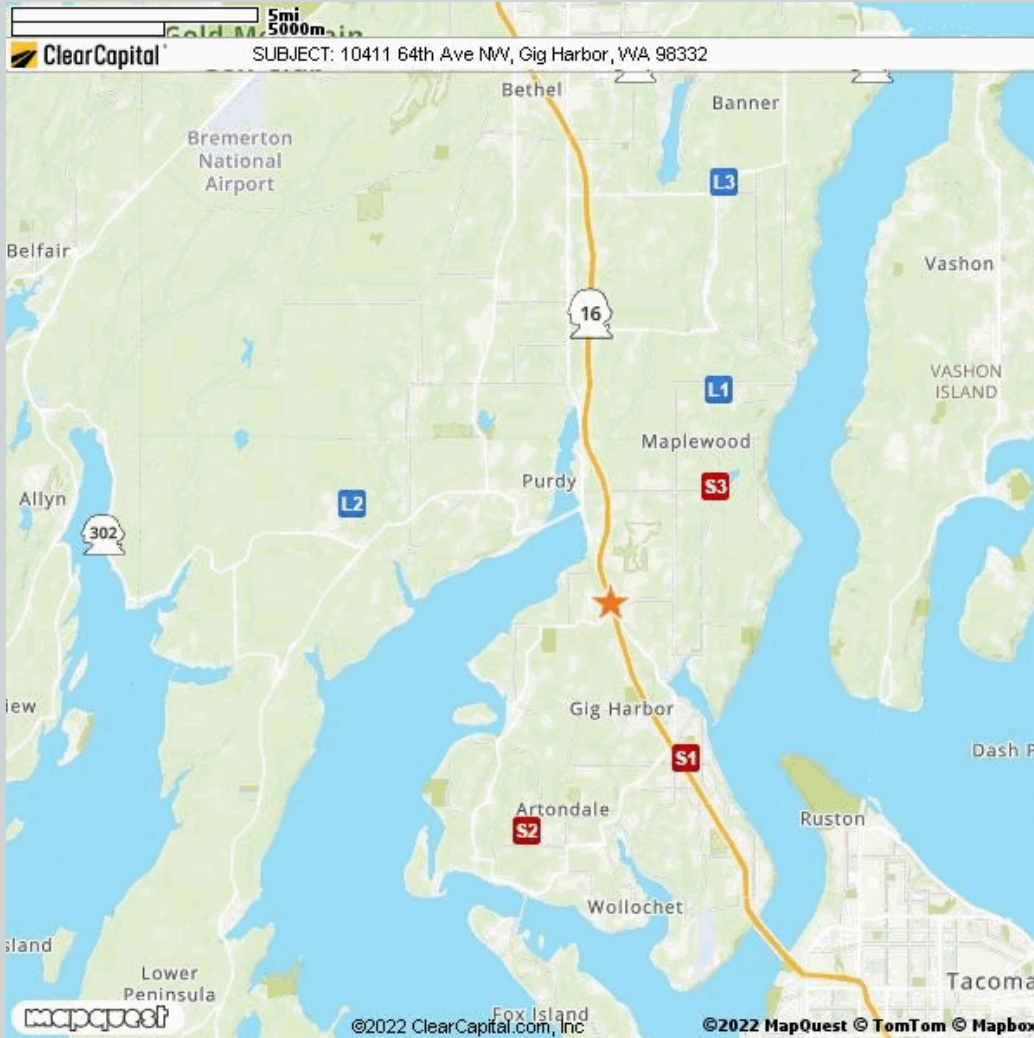 5mi
5000m
ClearCapital
SUBJECT: 10411 64th Ave NW, Gig Harbor, WA 98332
Bethel
Banner
Bremerton
National
Airport
L3
Belfair
Vashon
16
VASHON
ISLAND
L1
Maplewood
Purdy
S3
Allyn
L2
302
Gig Harbor
iew
Dash P
S1
Artondale
Ruston
S2
Wollochet
sland
Lower
Peninsula
Tacoma
Fox Island
mapquest
©2022 ClearCapital.com, Inc
©2022 MapQuest © TomTom © Mapbox